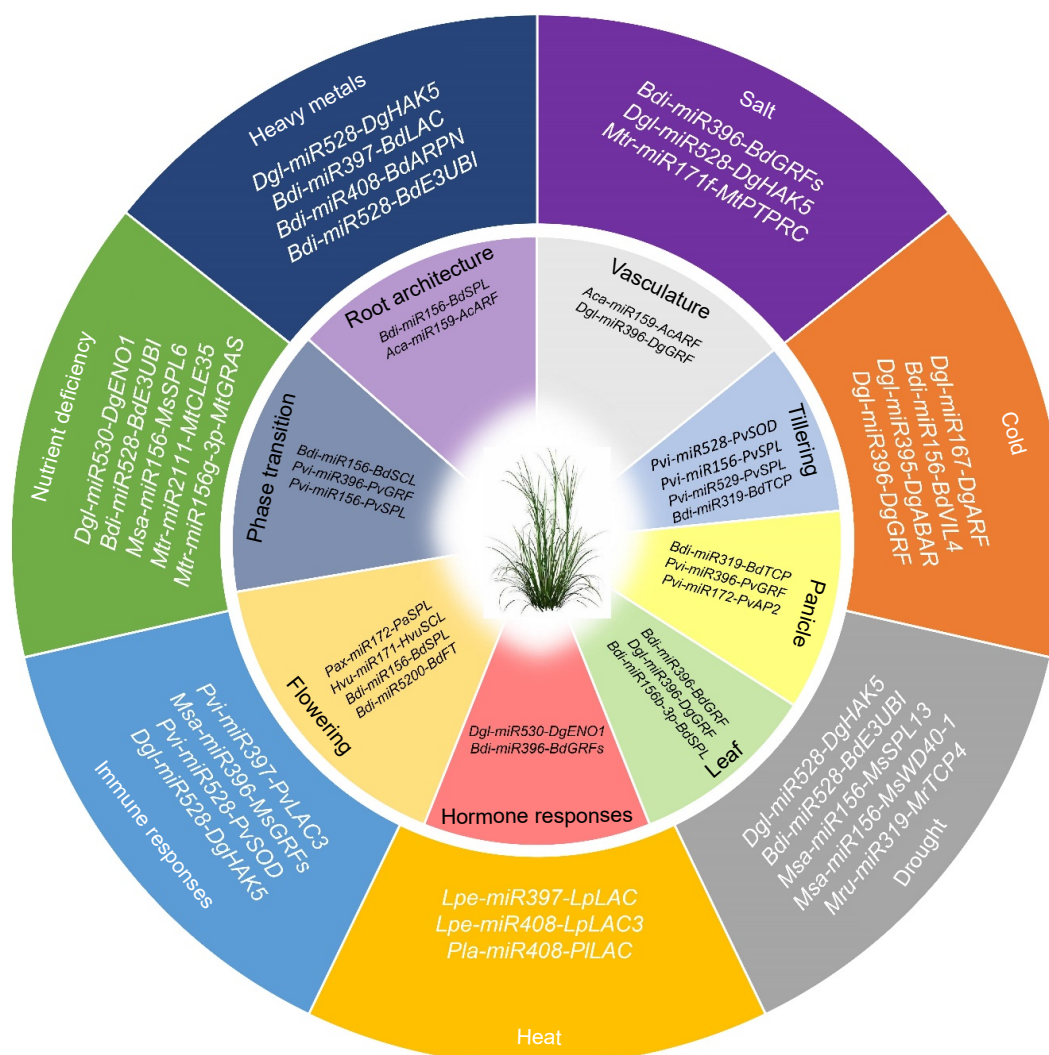 Heavy metals
Dgl-miR528-DgHAK5
Bdi-miR397-BdLAC
Bdi-miR408-BdARPN
Bdi-miR528-BdE3UBI
Salt
Bdi-miR396-BdGRFs
Dgl-miR528-DgHAK5
Mtr-miR171f-MtPTPRC
Cold
Dgl-miR167-DgARF
Bdi-miR156-BdVIL4
Dgl-miR395-DgABAR
Dgl-miR396-DgGRF
Dgl-miR528-DgHAK5
Bdi-miR528-BdE3UBI
Msa-miR156-MsSPL13
Msa-miR156-MsWD40-1
Mru-miR319-MrTCP4
Drought
Lpe-miR397-LpLAC
Lpe-miR408-LpLAC3
Pla-miR408-PlLAC
Heat
Pvi-miR397-PvLAC3
Msa-miR396-MsGRFs
Pvi-miR528-PvSOD
Dgl-miR528-DgHAK5
Immune responses
Nutrient deficiency
Dgl-miR530-DgENO1
Bdi-miR528-BdE3UBI
Msa-miR156-MsSPL6
Mtr-miR2111-MtCLE35
Mtr-miR156g-3p-MtGRAS
Root architecture
Bdi-miR156-BdSPL
Aca-miR159-AcARF
Vasculature
Aca-miR159-AcARF
Dgl-miR396-DgGRF
Tillering
Pvi-miR528-PvSOD
Pvi-miR156-PvSPL
Pvi-miR529-PvSPL
Bdi-miR319-BdTCP
Panicle
Bdi-miR319-BdTCP
Pvi-miR396-PvGRF
Pvi-miR172-PvAP2
Bdi-miR396-BdGRF
Dgl-miR396-DgGRF
Bdi-miR156b-3p-BdSPL
Leaf
Dgl-miR530-DgENO1
Bdi-miR396-BdGRFs
Hormone responses
Pax-miR172-PaSPL
Hvu-miR171-HvuSCL
Bdi-miR156-BdSPL
Bdi-miR5200-BdFT
Flowering
Phase transition
Bdi-miR156-BdSCL
Pvi-miR396-PvGRF
Pvi-miR156-PvSPL